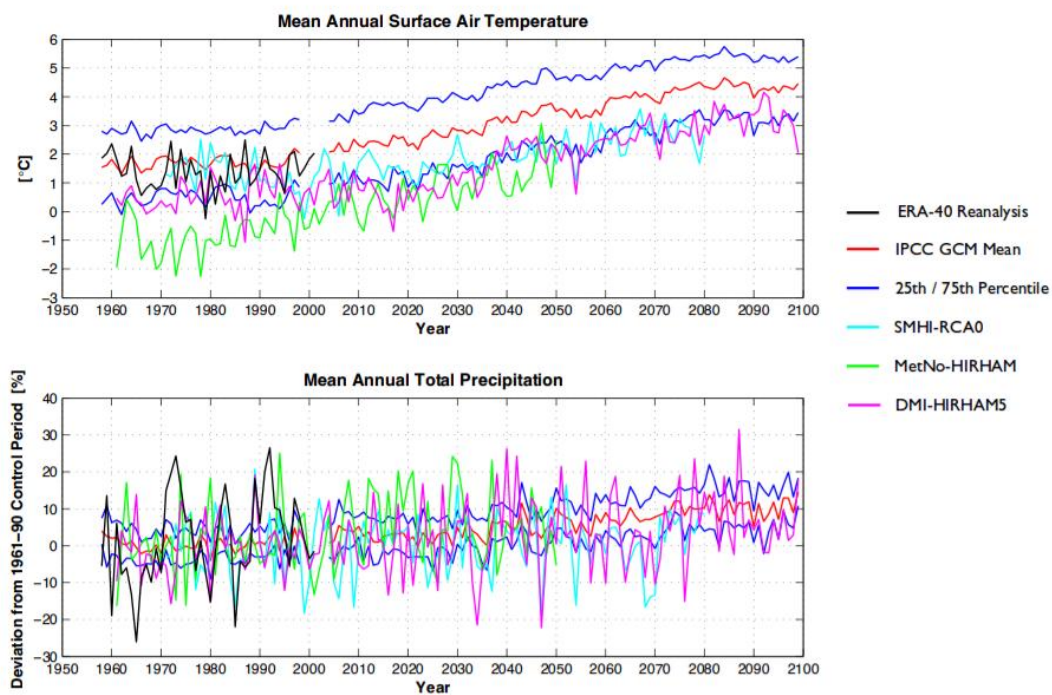 Mean Annual Surface Air Temperature
6
5
4
3
2
1
0
−1
−2
−3
[°C]
1950 1960 1970 1980 1990 2000 2010 2020 2030 2040 2050 2060 2070 2080 2090 2100
Year
ERA-40 Reanalysis
IPCC GCM Mean
25th / 75th Percentile
SMHI-RCA0
MetNo-HIRHAM
DMI-HIRHAM5
Mean Annual Total Precipitation
40
30
20
10
0
−10
−20
−30
Deviation from 1961−90 Control Period [%]
1950 1960 1970 1980 1990 2000 2010 2020 2030 2040 2050 2060 2070 2080 2090 2100
Year